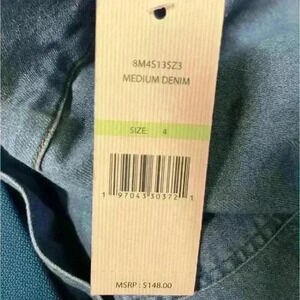 8M4S13SZ3
MEDIUM DENIM
SIZE: 4
1 97043 30372 1
MSRP : $148.00